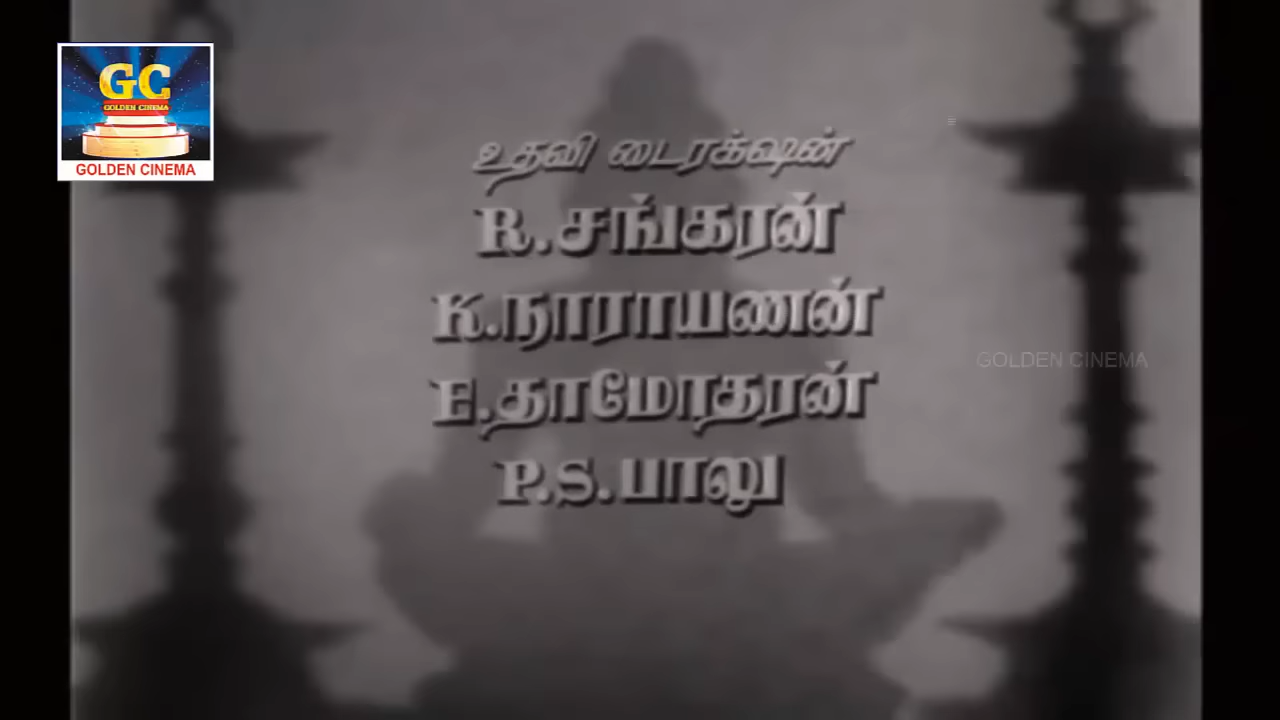 GC
GOLDEN CINEMA
GOLDEN CINEMA
உதவி டைரக்ஷன்
R.சங்கரன்
K.நாராயணன்
GOLDEN CINEMA
E.தாமோதரன்
P.S.பாலு